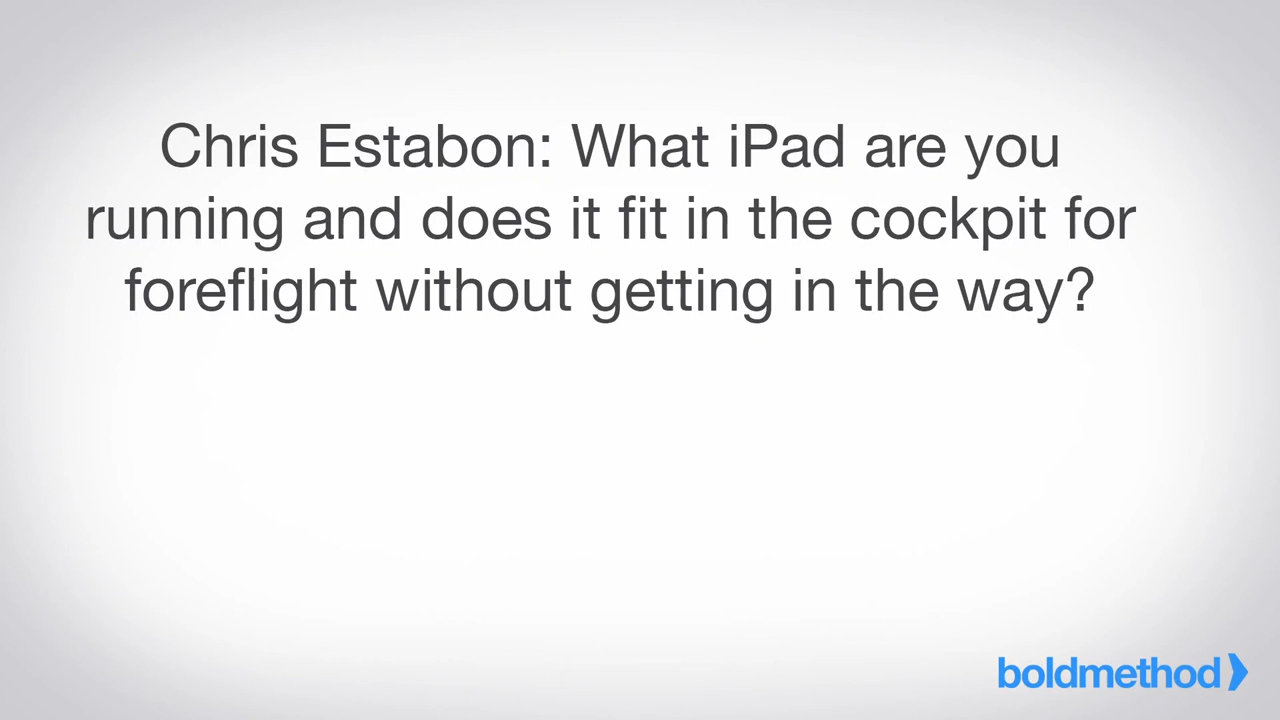 Chris Estabon: What iPad are you
running and does it fit in the cockpit for
foreflight without getting in the way?
boldmethod